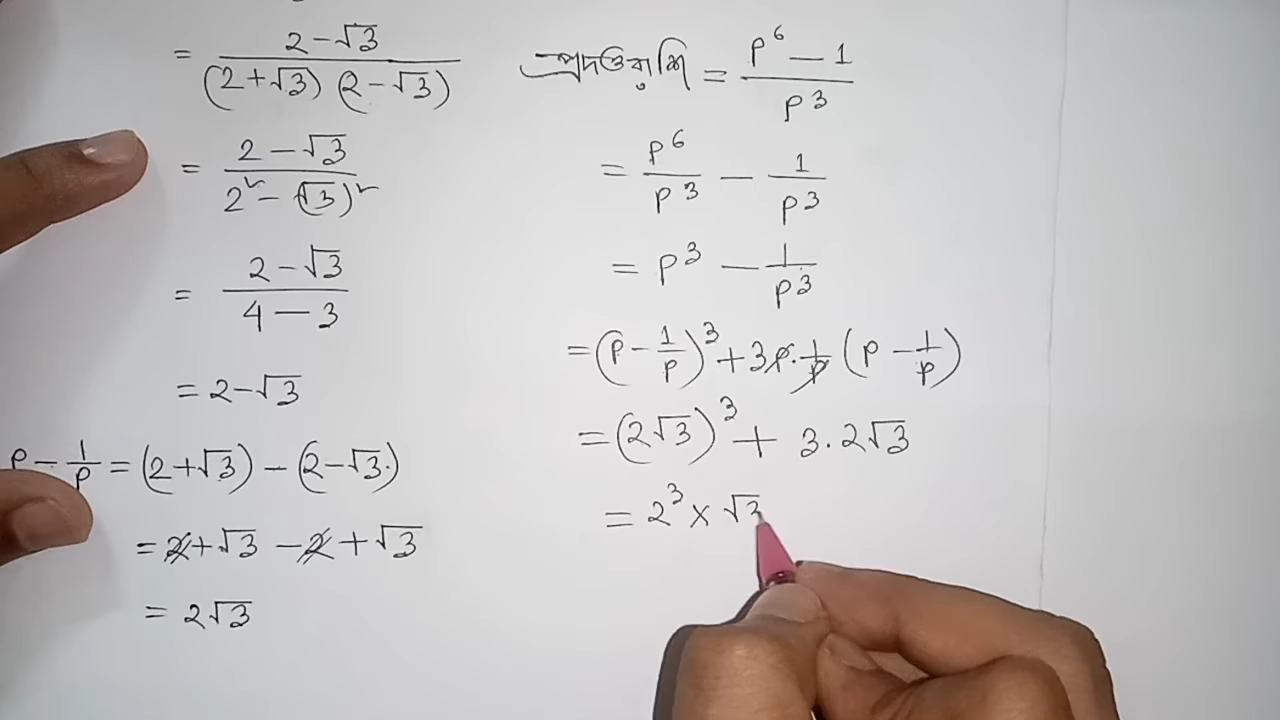 = 2-√3 / (2+√3) (2-√3)
= 2-√3 / 2² - (√3)²
= 2-√3 / 4-3
= 2-√3
P - 1/P = (2+√3) - (2-√3)
= 2+√3 - 2 + √3
= 2√3
প্রদত্তরাশি = P⁶ - 1 / P³
= P⁶/P³ - 1/P³
= P³ - 1/P³
= (P - 1/P)³ + 3P·1/P (P - 1/P)
= (2√3)³ + 3.2√3
= 2³ × √3